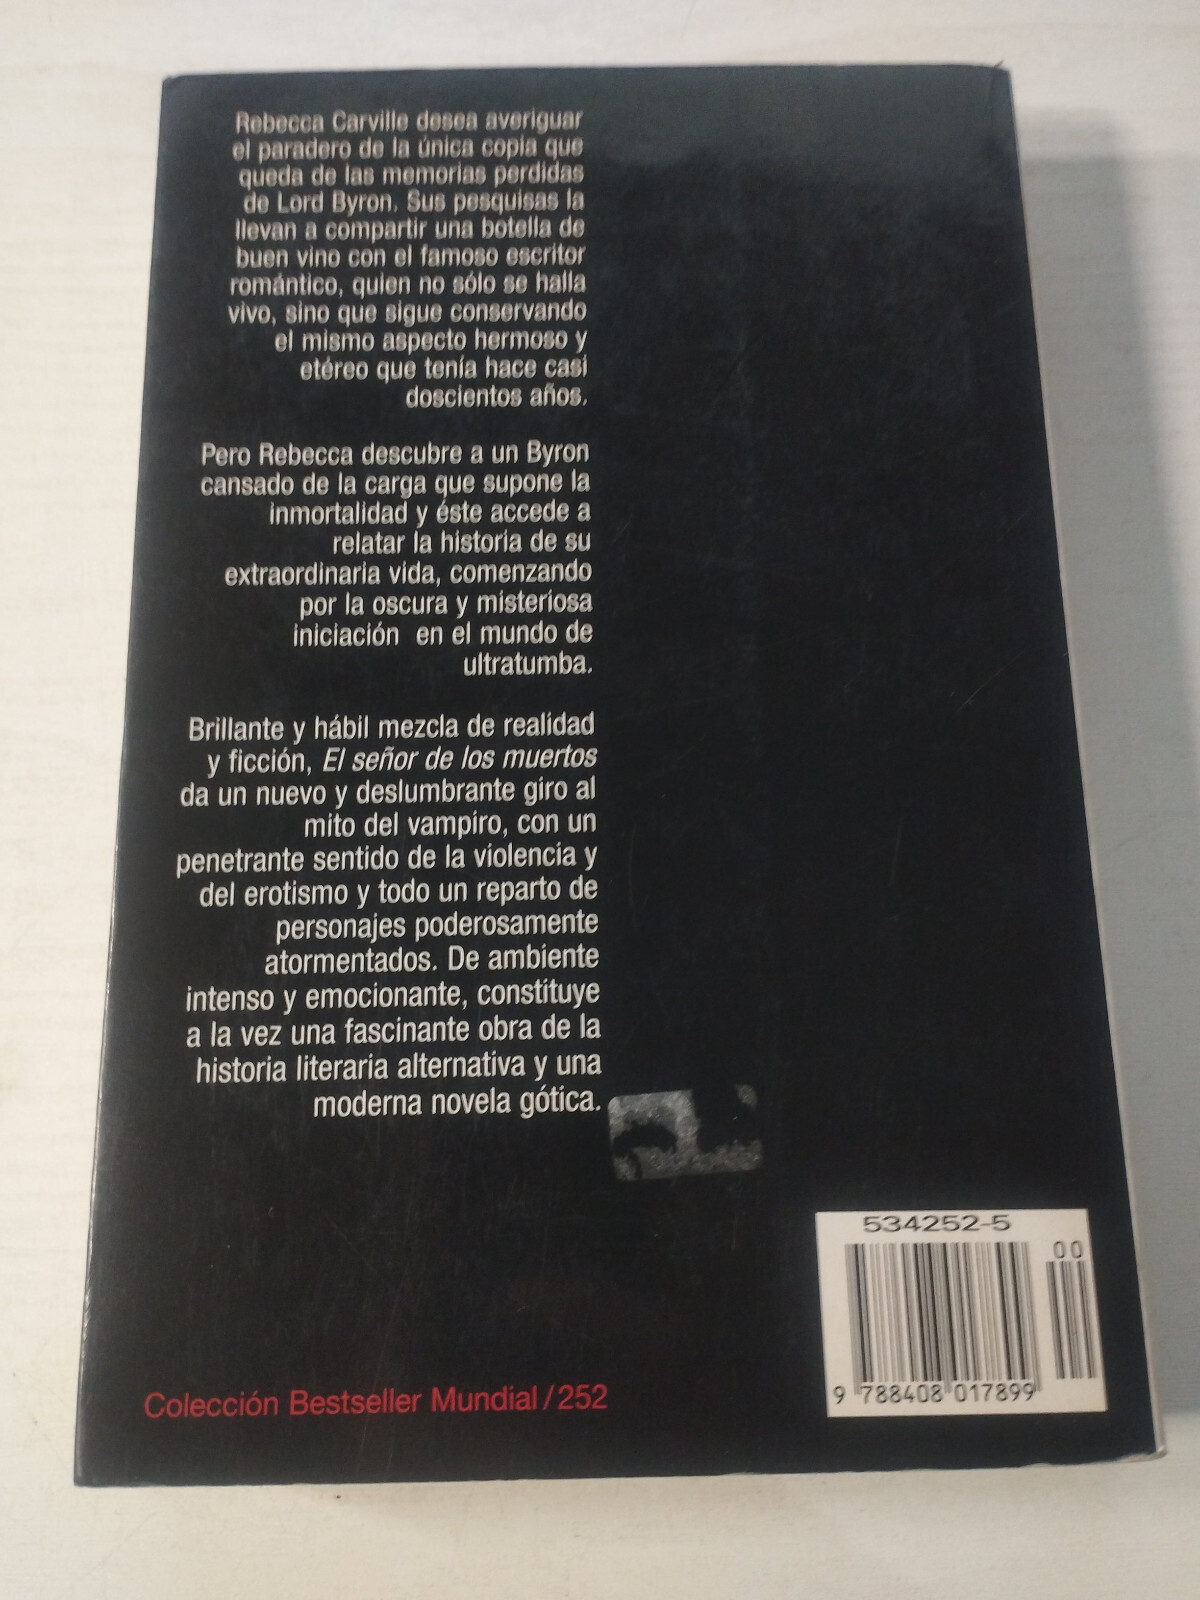 Rebecca Carville desea averiguar
el paradero de la única copia que
queda de las memorias perdidas
de Lord Byron. Sus pesquisas la
llevan a compartir una botella de
buen vino con el famoso escritor
romántico, quien no sólo se halla
vivo, sino que sigue conservando
el mismo aspecto hermoso y
etéreo que tenía hace casi
doscientos años.
Pero Rebecca descubre a un Byron
cansado de la carga que supone la
inmortalidad y éste accede a
relatar la historia de su
extraordinaria vida, comenzando
por la oscura y misteriosa
iniciación en el mundo de
ultratumba.
Brillante y hábil mezcla de realidad
y ficción, El señor de los muertos
da un nuevo y deslumbrante giro al
mito del vampiro, con un
penetrante sentido de la violencia y
del erotismo y todo un reparto de
personajes poderosamente
atormentados. De ambiente
intenso y emocionante, constituye
a la vez una fascinante obra de la
historia literaria alternativa y una
moderna novela gótica.
534252-5
00
9 788408 017899
Colección Bestseller Mundial/252